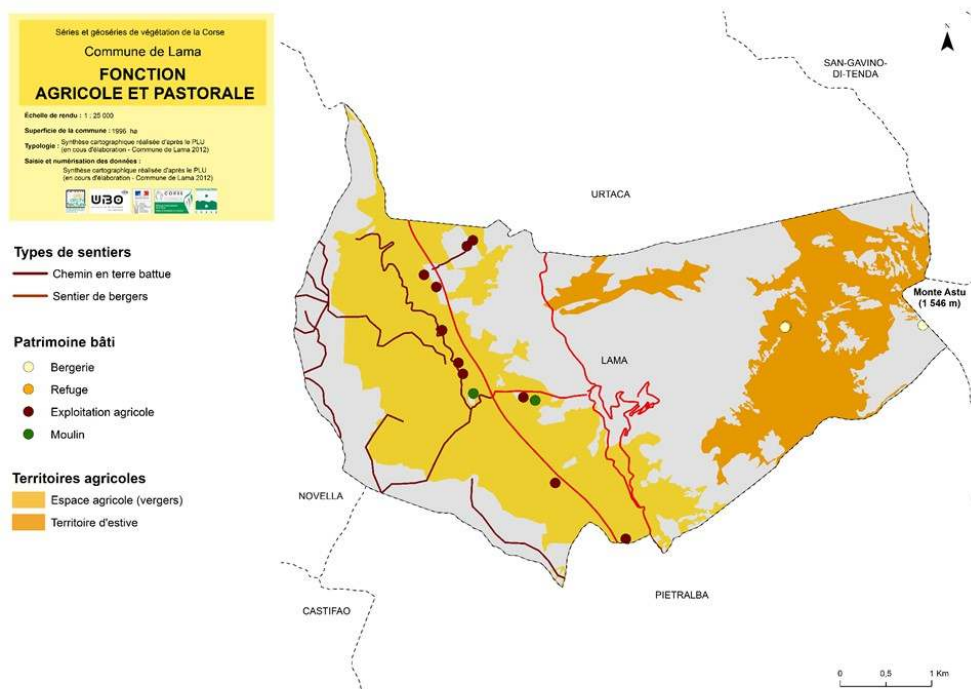 Séries et géoséries de végétation de la Corse
Commune de Lama
FONCTION
AGRICOLE ET PASTORALE
Échelle de rendu : 1 : 25 000
Superficie de la commune : 1996 ha
Typologie : Synthèse cartographique réalisée d'après le PLU
(en cours d'élaboration - Commune de Lama 2012)
Saisie et numérisation des données :
Synthèse cartographique réalisée d'après le PLU
(en cours d'élaboration - Commune de Lama 2012)
UBO
CORSE
Types de sentiers
Chemin en terre battue
Sentier de bergers
Patrimoine bâti
Bergerie
Refuge
Exploitation agricole
Moulin
Territoires agricoles
Espace agricole (vergers)
Territoire d'estive
N
SAN-GAVINO-
DI-TENDA
URTACA
Monte Astu
(1 546 m)
LAMA
NOVELLA
PIETRALBA
CASTIFAO
0 0,5 1 Km